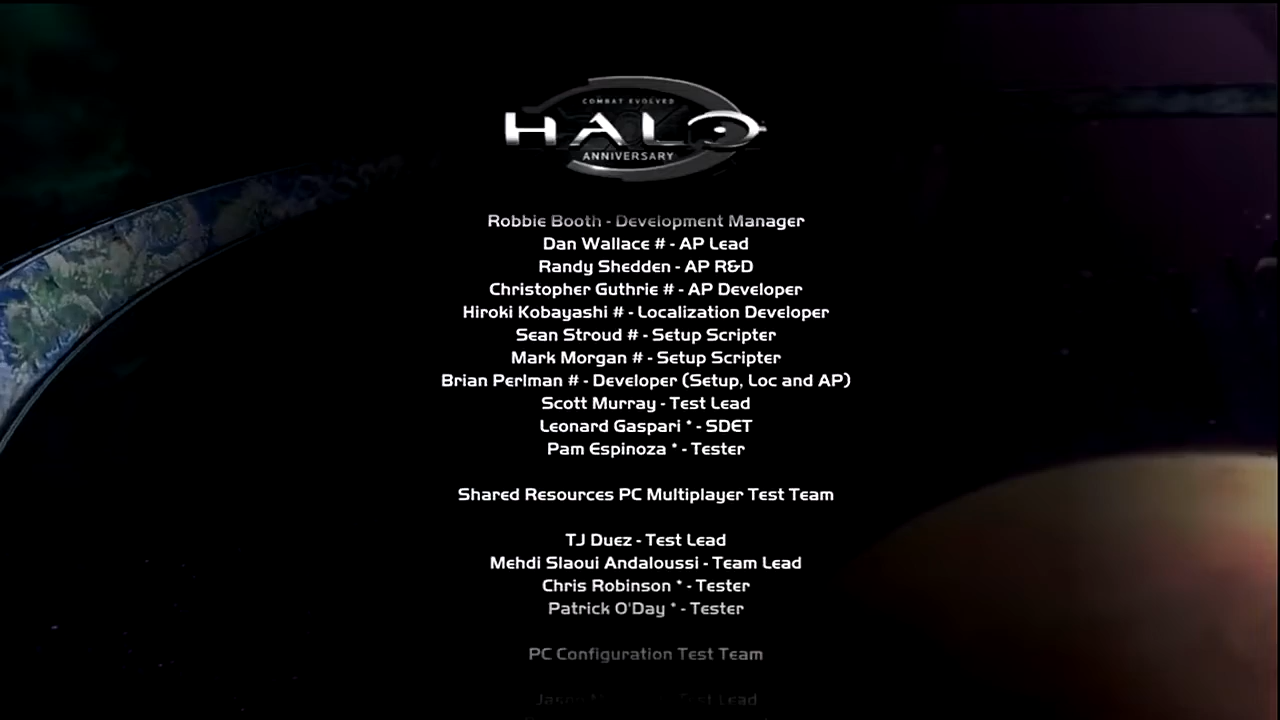 COMBAT EVOLVED
HALO
ANNIVERSARY
Robbie Booth - Development Manager
Dan Wallace # - AP Lead
Randy Shedden - AP R&D
Christopher Guthrie # - AP Developer
Hiroki Kobayashi # - Localization Developer
Sean Stroud # - Setup Scripter
Mark Morgan # - Setup Scripter
Brian Perlman # - Developer (Setup, Loc and AP)
Scott Murray - Test Lead
Leonard Gaspari * - SDET
Pam Espinoza * - Tester
Shared Resources PC Multiplayer Test Team
TJ Duez - Test Lead
Mehdi Slaoui Andaloussi - Team Lead
Chris Robinson * - Tester
Patrick O'Day * - Tester
PC Configuration Test Team
Jason - Test Lead